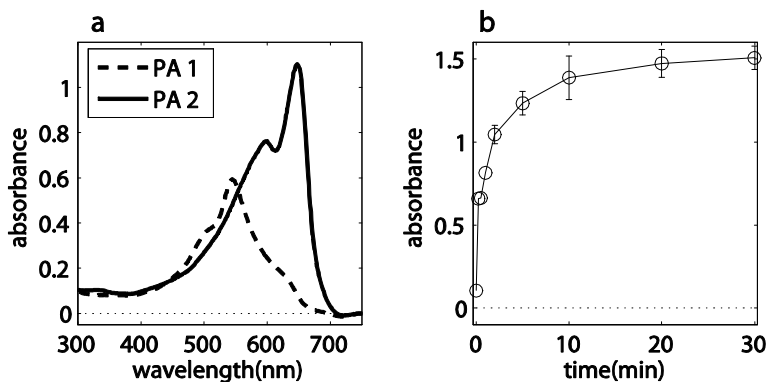 a
PA 1
PA 2
1
0.8
0.6
0.4
0.2
0
300 400 500 600 700
absorbance
wavelength(nm)
b
1.5
1
0.5
0
0 10 20 30
absorbance
time(min)